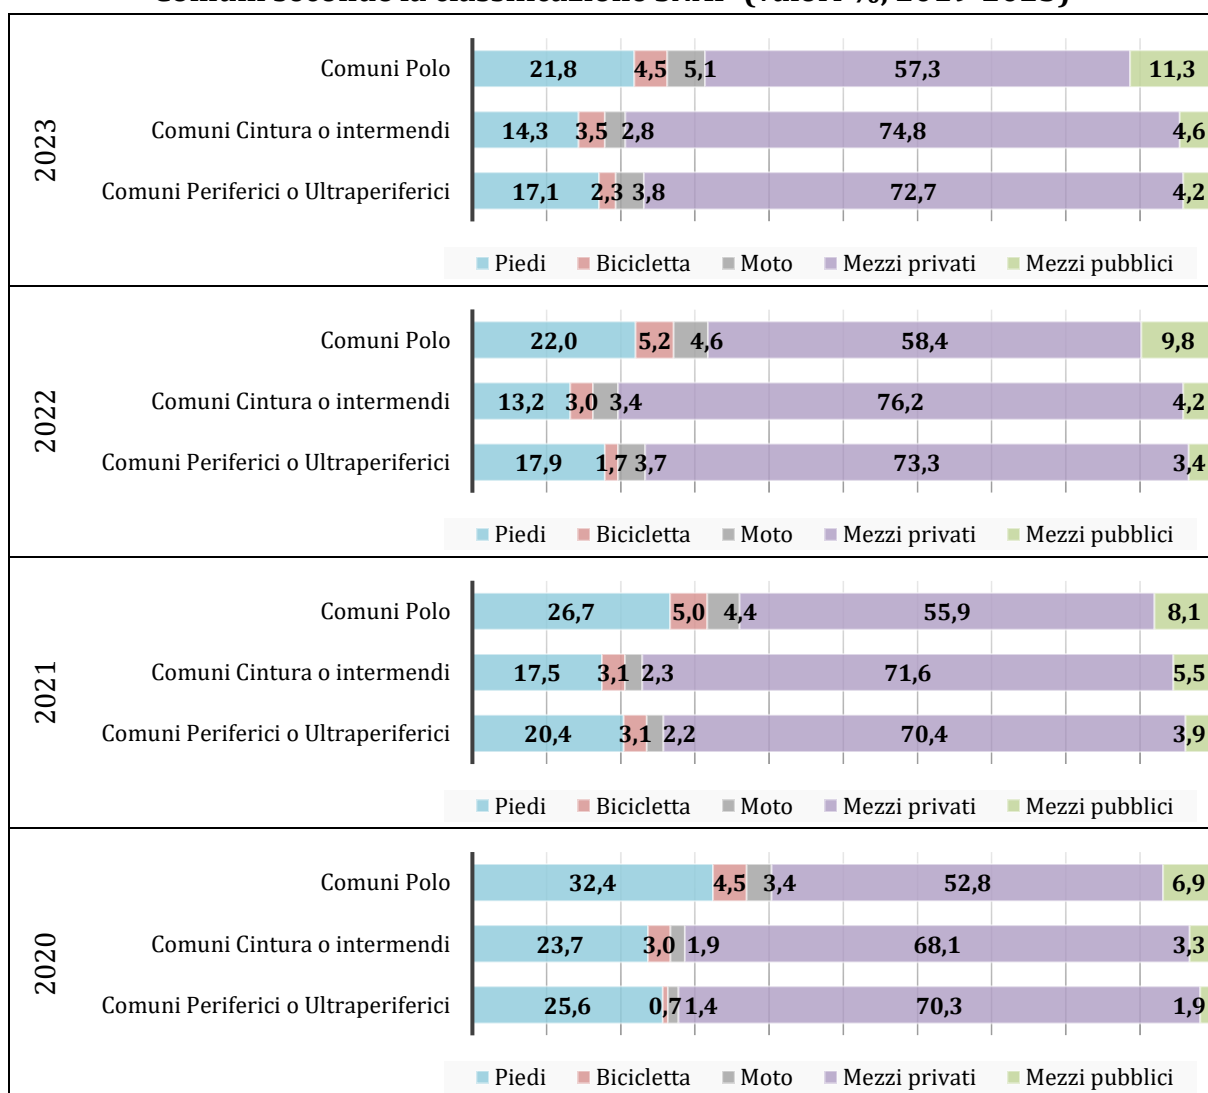 2023
Comuni Polo 21,8 4,5 5,1 57,3 11,3
Comuni Cintura o intermendi 14,3 3,5 2,8 74,8 4,6
Comuni Periferici o Ultraperiferici 17,1 2,3 3,8 72,7 4,2
Piedi Bicicletta Moto Mezzi privati Mezzi pubblici
2022
Comuni Polo 22,0 5,2 4,6 58,4 9,8
Comuni Cintura o intermendi 13,2 3,0 3,4 76,2 4,2
Comuni Periferici o Ultraperiferici 17,9 1,7 3,7 73,3 3,4
Piedi Bicicletta Moto Mezzi privati Mezzi pubblici
2021
Comuni Polo 26,7 5,0 4,4 55,9 8,1
Comuni Cintura o intermendi 17,5 3,1 2,3 71,6 5,5
Comuni Periferici o Ultraperiferici 20,4 3,1 2,2 70,4 3,9
Piedi Bicicletta Moto Mezzi privati Mezzi pubblici
2020
Comuni Polo 32,4 4,5 3,4 52,8 6,9
Comuni Cintura o intermendi 23,7 3,0 1,9 68,1 3,3
Comuni Periferici o Ultraperiferici 25,6 0,7 1,4 70,3 1,9
Piedi Bicicletta Moto Mezzi privati Mezzi pubblici